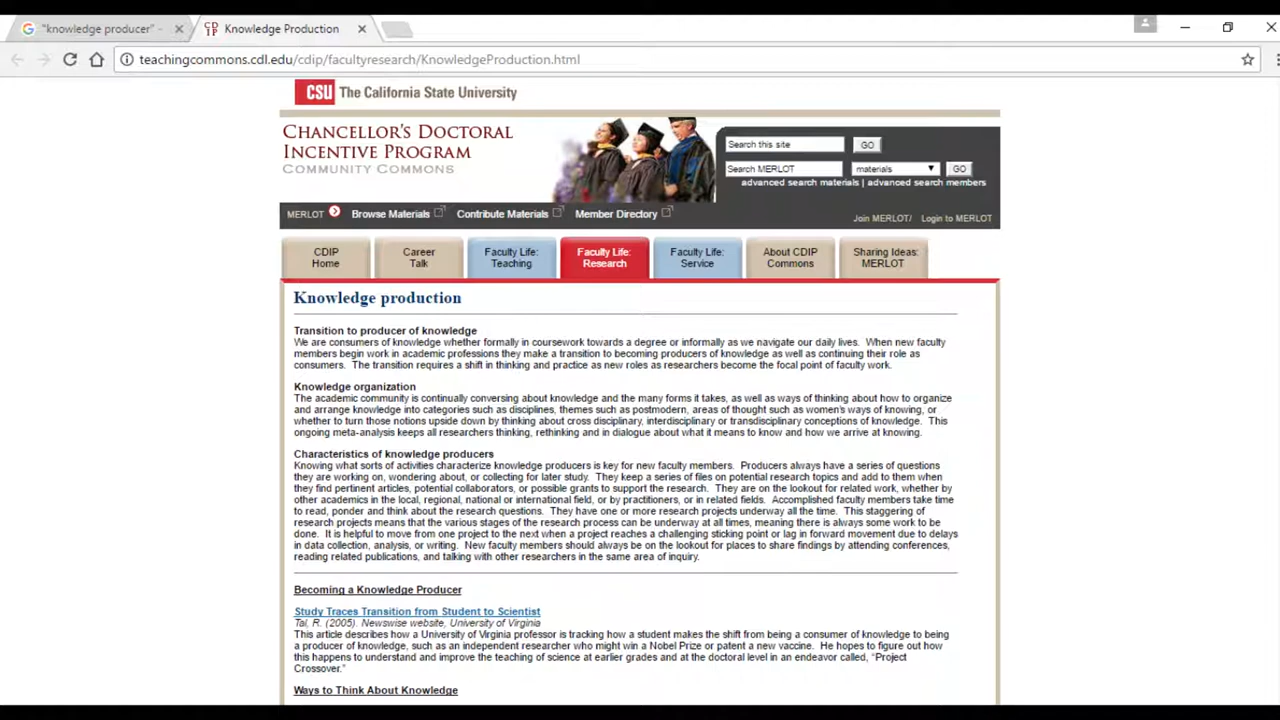 "knowledge producer" -
Knowledge Production
teachingcommons.cdl.edu/cdip/facultyresearch/KnowledgeProduction.html
CSU The California State University
CHANCELLOR'S DOCTORAL
INCENTIVE PROGRAM
COMMUNITY COMMONS
Search this site GO
Search MERLOT materials GO
advanced search materials | advanced search members
MERLOT Browse Materials Contribute Materials Member Directory
Join MERLOT/ Login to MERLOT
CDIP Home
Career Talk
Faculty Life: Teaching
Faculty Life: Research
Faculty Life: Service
About CDIP Commons
Sharing Ideas: MERLOT
Knowledge production
Transition to producer of knowledge
We are consumers of knowledge whether formally in coursework towards a degree or informally as we navigate our daily lives. When new faculty
members begin work in academic professions they make a transition to becoming producers of knowledge as well as continuing their role as
consumers. The transition requires a shift in thinking and practice as new roles as researchers become the focal point of faculty work.
Knowledge organization
The academic community is continually conversing about knowledge and the many forms it takes, as well as ways of thinking about how to organize
and arrange knowledge into categories such as disciplines, themes such as postmodern, areas of thought such as women's ways of knowing, or
whether to turn those notions upside down by thinking about cross disciplinary, interdisciplinary or transdisciplinary conceptions of knowledge. This
ongoing meta-analysis keeps all researchers thinking, rethinking and in dialogue about what it means to know and how we arrive at knowing.
Characteristics of knowledge producers
Knowing what sorts of activities characterize knowledge producers is key for new faculty members. Producers always have a series of questions
they are working on, wondering about, or collecting for later study. They keep a series of files on potential research topics and add to them when
they find pertinent articles, potential collaborators, or possible grants to support the research. They are on the lookout for related work, whether by
other academics in the local, regional, national or international field, or by practitioners, or in related fields. Accomplished faculty members take time
to read, ponder and think about the research questions. They have one or more research projects underway all the time. This staggering of
research projects means that the various stages of the research process can be underway at all times, meaning there is always some work to be
done. It is helpful to move from one project to the next when a project reaches a challenging sticking point or lag in forward movement due to delays
in data collection, analysis, or writing. New faculty members should always be on the lookout for places to share findings by attending conferences,
reading related publications, and talking with other researchers in the same area of inquiry.
Becoming a Knowledge Producer
Study Traces Transition from Student to Scientist
Tai, R. (2005). Newswise website, University of Virginia
This article describes how a University of Virginia professor is tracking how a student makes the shift from being a consumer of knowledge to being
a producer of knowledge, such as an independent researcher who might win a Nobel Prize or patent a new vaccine. He hopes to figure out how
this happens to understand and improve the teaching of science at earlier grades and at the doctoral level in an endeavor called, "Project
Crossover."
Ways to Think About Knowledge